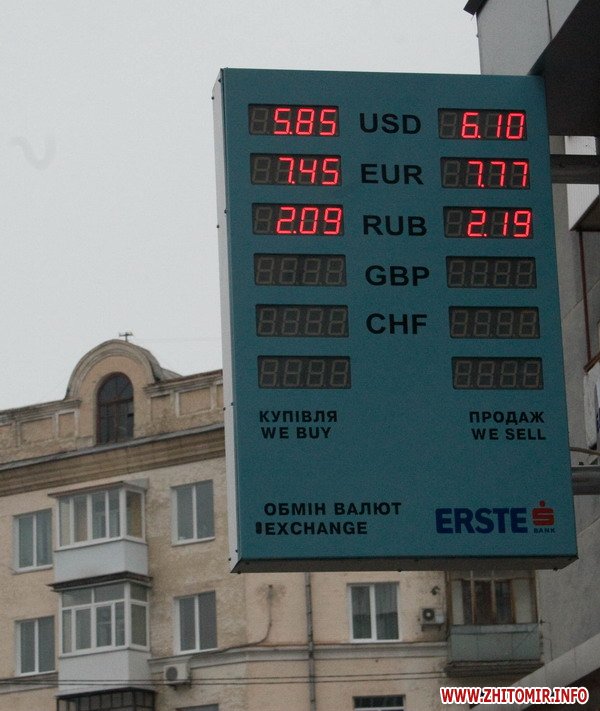 5.85 USD 6.10
7.45 EUR 7.77
2.09 RUB 2.19
GBP
CHF
КУПІВЛЯ ПРОДАЖ
WE BUY WE SELL
ОБМІН ВАЛЮТ
EXCHANGE
ERSTE
BANK
WWW.ZHITOMIR.INFO